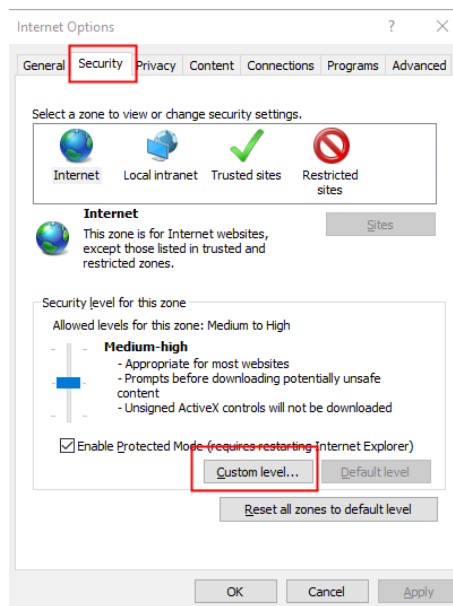 Internet Options
?
General Security Privacy Content Connections Programs Advanced
Select a zone to view or change security settings.
Internet Local intranet Trusted sites Restricted sites
Internet
Sites
This zone is for Internet websites,
except those listed in trusted and
restricted zones.
Security level for this zone
Allowed levels for this zone: Medium to High
Medium-high
- Appropriate for most websites
- Prompts before downloading potentially unsafe
content
- Unsigned ActiveX controls will not be downloaded
Enable Protected Mode (requires restarting Internet Explorer)
Custom level... Default level
Reset all zones to default level
OK Cancel Apply